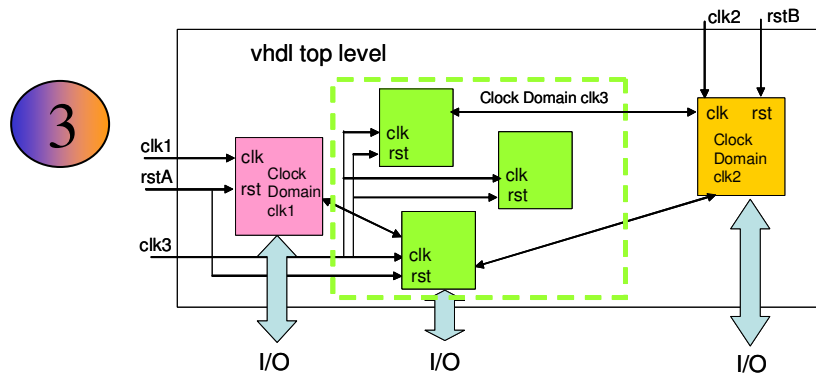 clk2 rstB
vhdl top level
3
Clock Domain clk3
clk rst
clk
rst
Clock
Domain
clk2
clk1
clk
rstA
rst
Clock
Domain
clk1
clk
rst
clk3
clk
rst
I/O
I/O
I/O